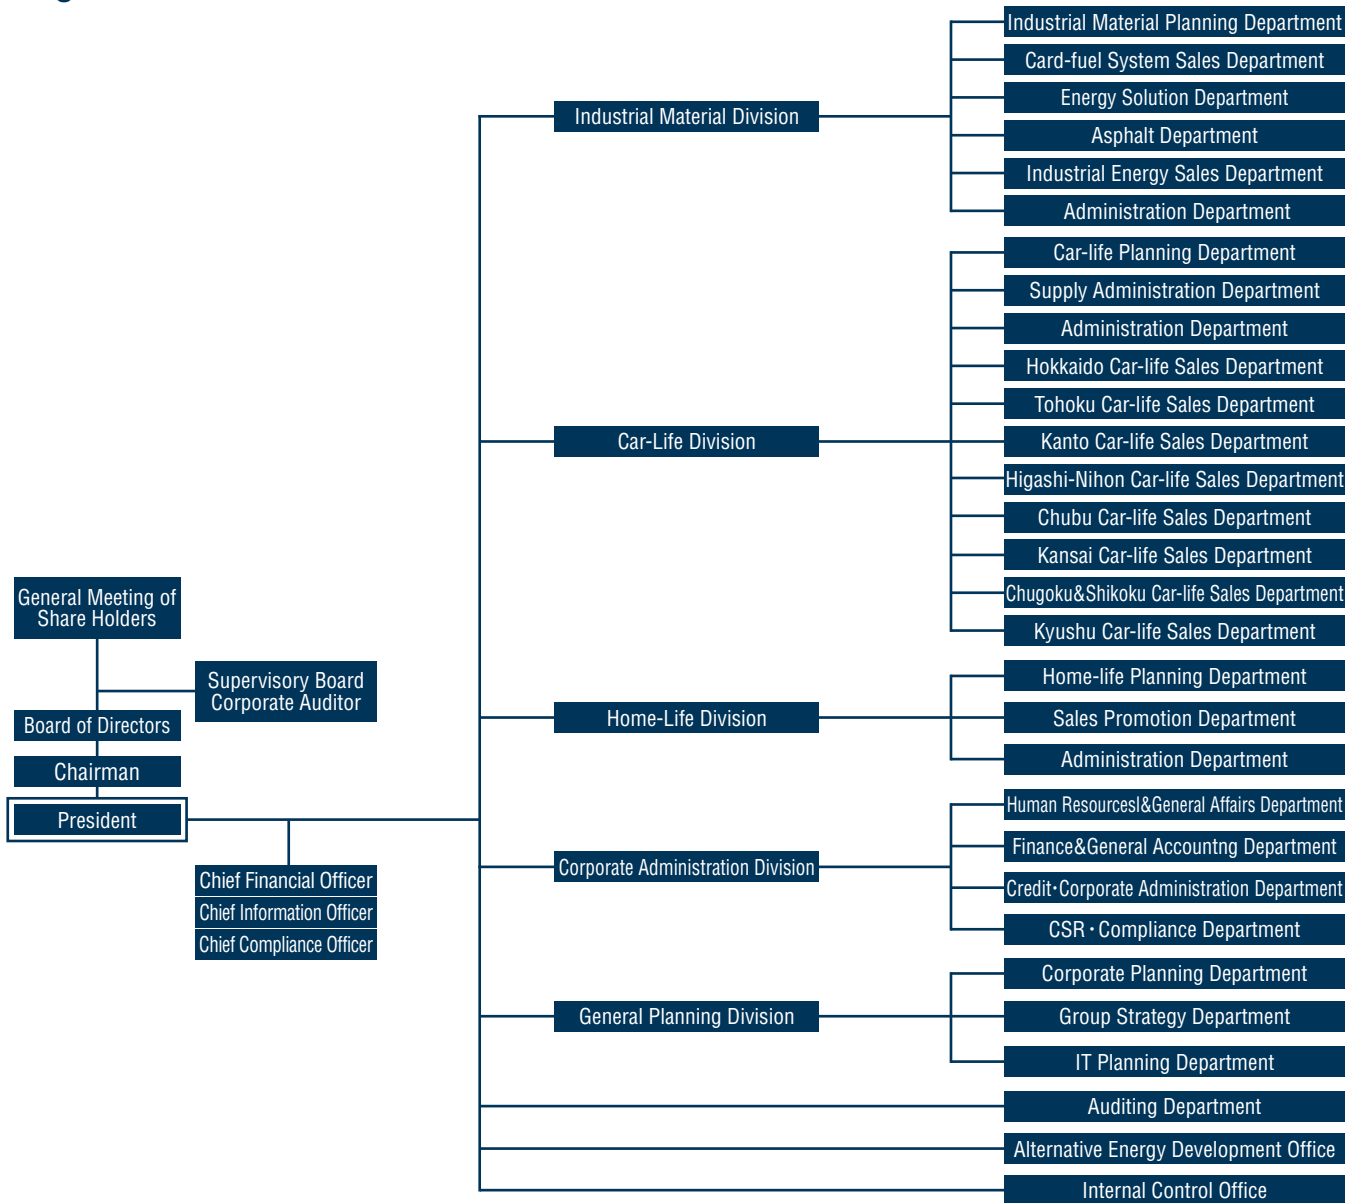 Industrial Material Planning Department
Card-fuel System Sales Department
Energy Solution Department
Industrial Material Division
Asphalt Department
Industrial Energy Sales Department
Administration Department
Car-life Planning Department
Supply Administration Department
Administration Department
Hokkaido Car-life Sales Department
Tohoku Car-life Sales Department
Car-Life Division
Kanto Car-life Sales Department
Higashi-Nihon Car-life Sales Department
Chubu Car-life Sales Department
Kansai Car-life Sales Department
Chugoku&Shikoku Car-life Sales Department
Kyushu Car-life Sales Department
General Meeting of
Share Holders
Supervisory Board
Corporate Auditor
Board of Directors
Chairman
President
Chief Financial Officer
Chief Information Officer
Chief Compliance Officer
Home-life Planning Department
Home-Life Division
Sales Promotion Department
Administration Department
Human ResourcesI&General Affairs Department
Finance&General Accountng Department
Corporate Administration Division
Credit・Corporate Administration Department
CSR・Compliance Department
Corporate Planning Department
General Planning Division
Group Strategy Department
IT Planning Department
Auditing Department
Alternative Energy Development Office
Internal Control Office